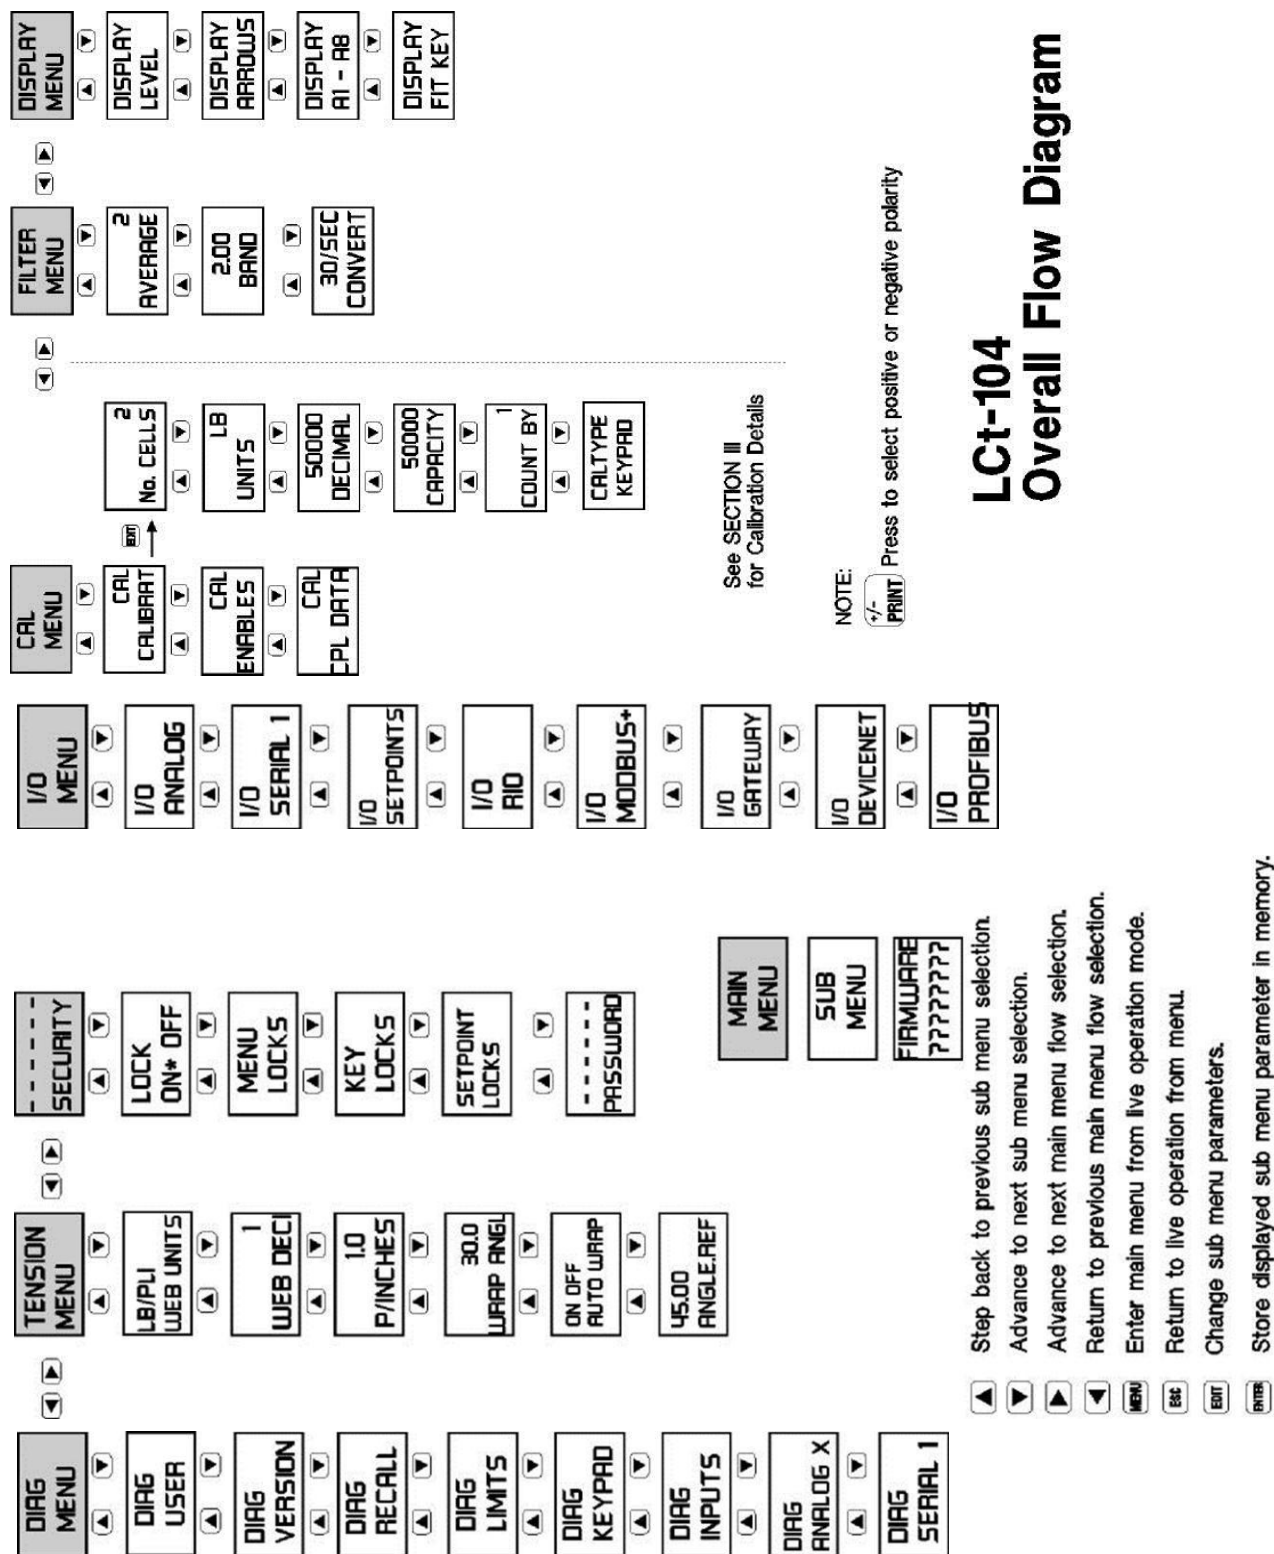 DIAG
MENU
DIAG
USER
DIAG
VERSION
DIAG
RECALL
DIAG
LIMITS
DIAG
KEYPAD
DIAG
INPUTS
DIAG
ANALOG X
DIAG
SERIAL 1
TENSION
MENU
LB/PLI
WEB UNITS
1
WEB DECI
1.0
P/INCHES
30.0
WRAP ANGL
ON OFF
AUTO WRAP
45.00
ANGLE.REF
- - - - - -
SECURITY
LOCK
ON* OFF
MENU
LOCKS
KEY
LOCKS
SETPOINT
LOCKS
- - - - - -
PASSWORD
I/O
MENU
I/O
ANALOG
I/O
SERIAL 1
I/O
SETPOINTS
I/O
RIO
I/O
MODBUS+
I/O
GATEWAY
I/O
DEVICENET
I/O
PROFIBUS
CAL
MENU
CAL
CALIBRAT
CAL
ENABLES
CAL
CPL DATA
EXIT
2
No. CELLS
LB
UNITS
50000
DECIMAL
50000
CAPACITY
1
COUNT BY
CALTYPE
KEYPAD
FILTER
MENU
2
AVERAGE
2.00
BAND
30/SEC
CONVERT
DISPLAY
MENU
DISPLAY
LEVEL
DISPLAY
ARROWS
DISPLAY
A1 - A8
DISPLAY
FIT KEY
See SECTION III
for Calibration Details
NOTE:
+/-
PRINT Press to select positive or negative polarity
MAIN
MENU
SUB
MENU
FIRMWARE
????????
▲ Step back to previous sub menu selection.
▼ Advance to next sub menu selection.
▶ Advance to next main menu flow selection.
◀ Return to previous main menu flow selection.
MENU Enter main menu from live operation mode.
ESC Return to live operation from menu.
EDIT Change sub menu parameters.
ENTER Store displayed sub menu parameter in memory.
LCt-104
Overall Flow Diagram